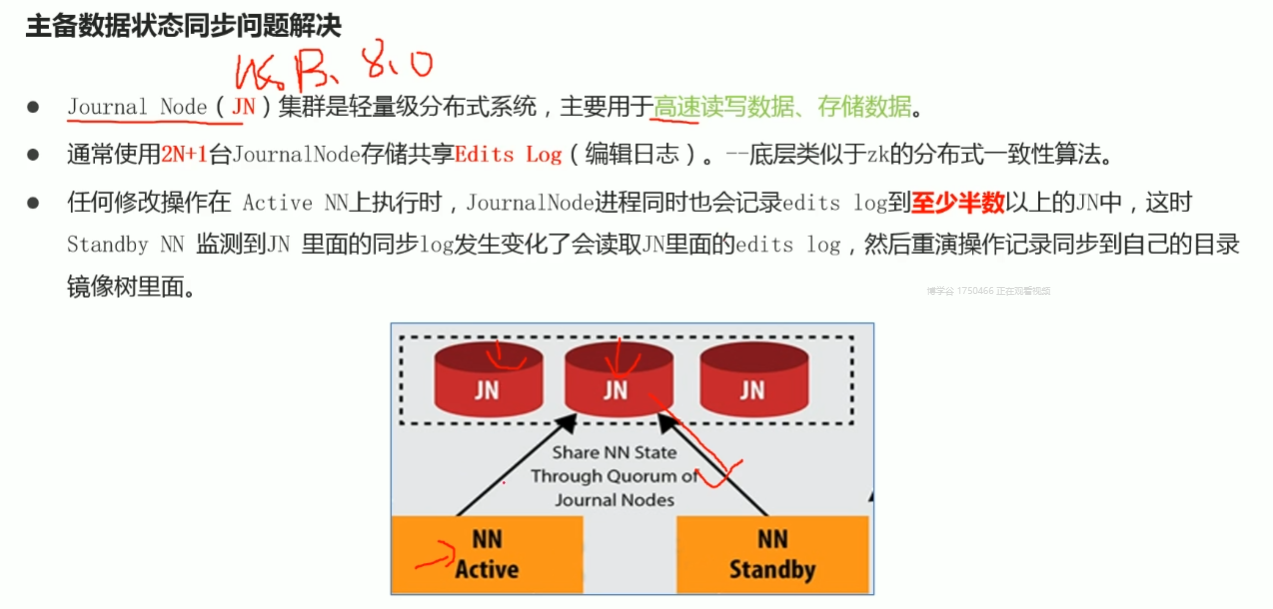 主备数据状态同步问题解决
● Journal Node（JN）集群是轻量级分布式系统，主要用于高速读写数据、存储数据。
● 通常使用2N+1台JournalNode存储共享Edits Log（编辑日志）。--底层类似于zk的分布式一致性算法。
● 任何修改操作在 Active NN上执行时，JournalNode进程同时也会记录edits log到至少半数以上的JN中，这时
Standby NN 监测到JN 里面的同步log发生变化了会读取JN里面的edits log，然后重演操作记录同步到自己的目录
镜像树里面。
博学谷 1750466 正在观看视频
JN JN JN
Share NN State
Through Quorum of
Journal Nodes
NN
Active
NN
Standby